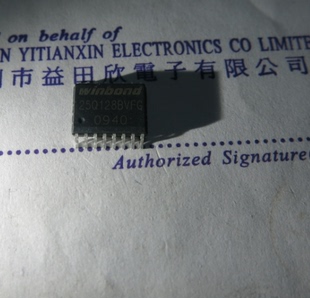 on behalf of
N YITIANXIN ELECTRONICS CO LIMITE
圳市益田欣電子有限公司
winbond
25Q128BVFG
0940
Authorized Signature(